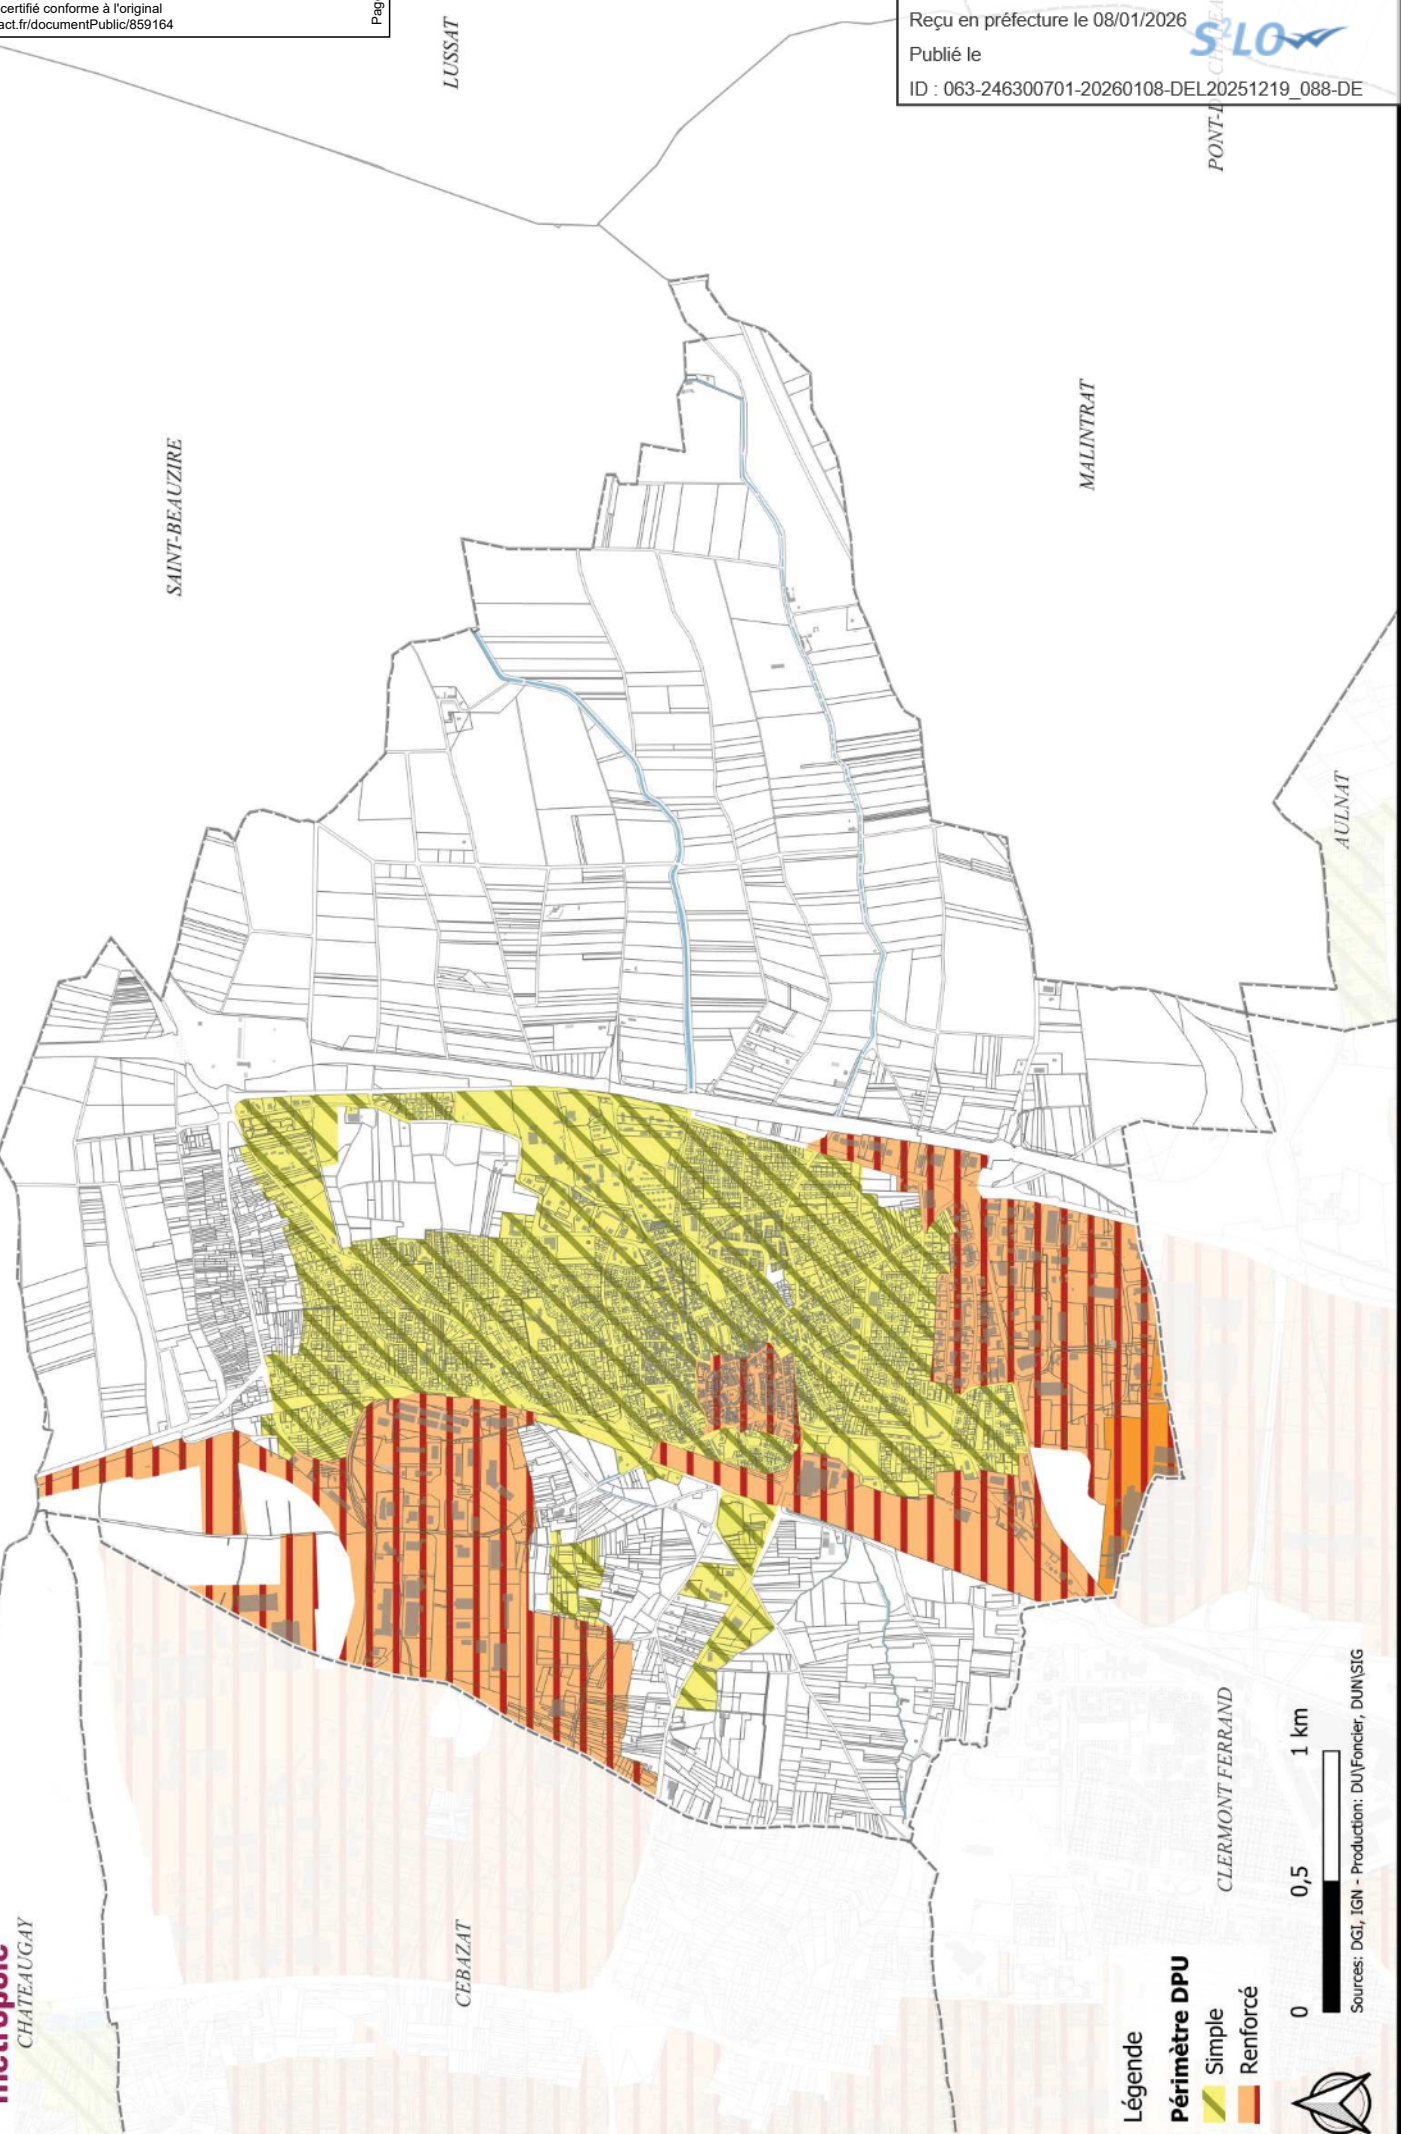 certifié conforme à l'original
act.fr/documentPublic/859164
Reçu en préfecture le 08/01/2026
Publié le
S²LO
ID : 063-246300701-20260108-DEL20251219_088-DE
LUSSAT
SAINT-BEAUZIRE
MALINTRAT
AULNAT
métropole
CHATEAUGAY
CEBAZAT
CLERMONT FERRAND
Légende
Périmètre DPU
Simple
Renforcé
0 0,5 1 km
Sources: DGI, IGN - Production: DU\Foncier, DUN\SIG